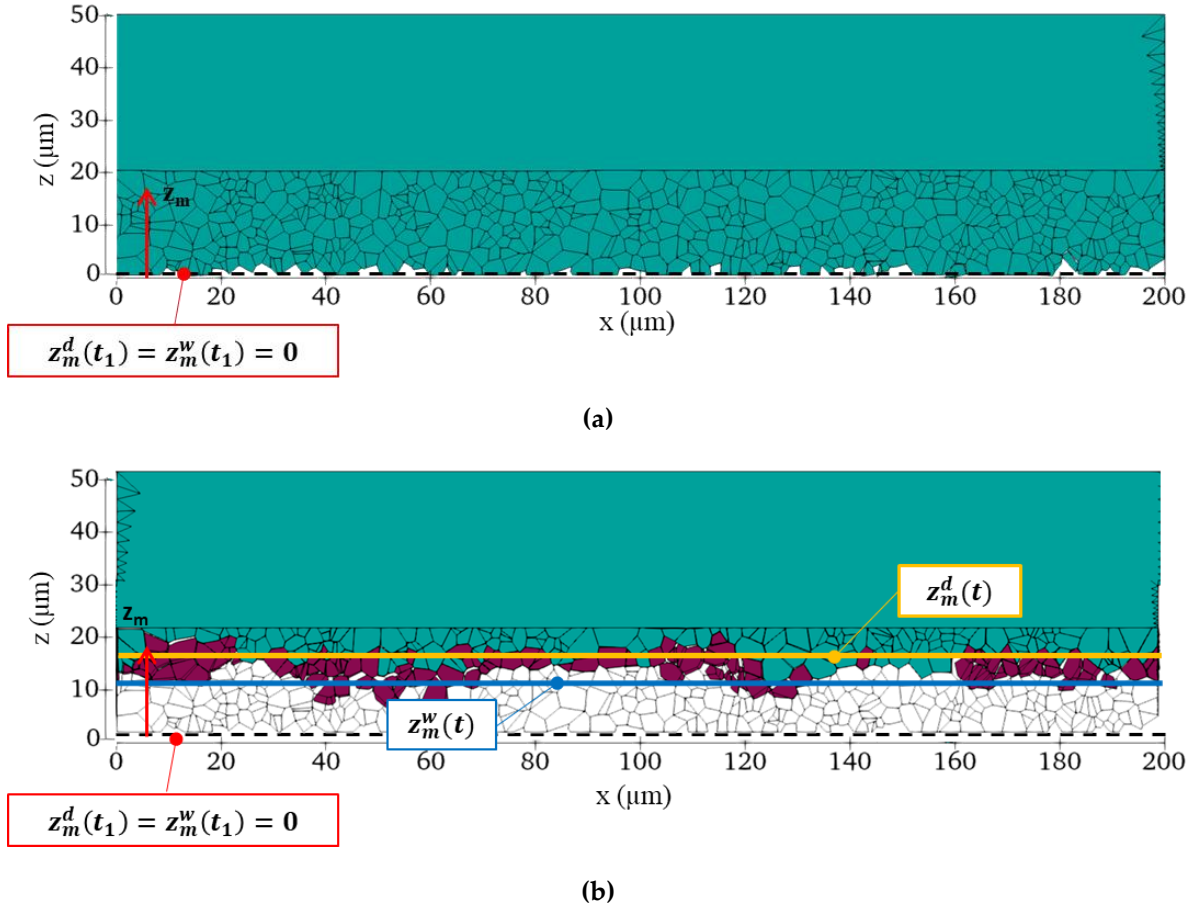 50
40
30
20
10
0
z (μm)
z_m
0 20 40 60 80 100 120 140 160 180 200
x (μm)
z_m^d(t_1) = z_m^w(t_1) = 0
(a)
50
40
30
20
10
0
z (μm)
z_m
z_m^d(t)
z_m^w(t)
0 20 40 60 80 100 120 140 160 180 200
x (μm)
z_m^d(t_1) = z_m^w(t_1) = 0
(b)